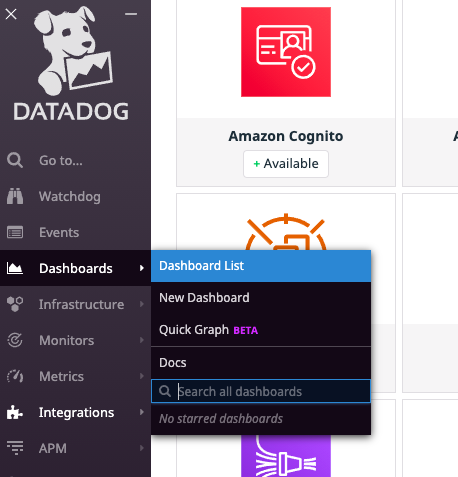 DATADOG
Go to...
Watchdog
Events
Dashboards
Infrastructure
Monitors
Metrics
Integrations
APM
Amazon Cognito
+ Available
Dashboard List
New Dashboard
Quick Graph BETA
Docs
Search all dashboards
No starred dashboards